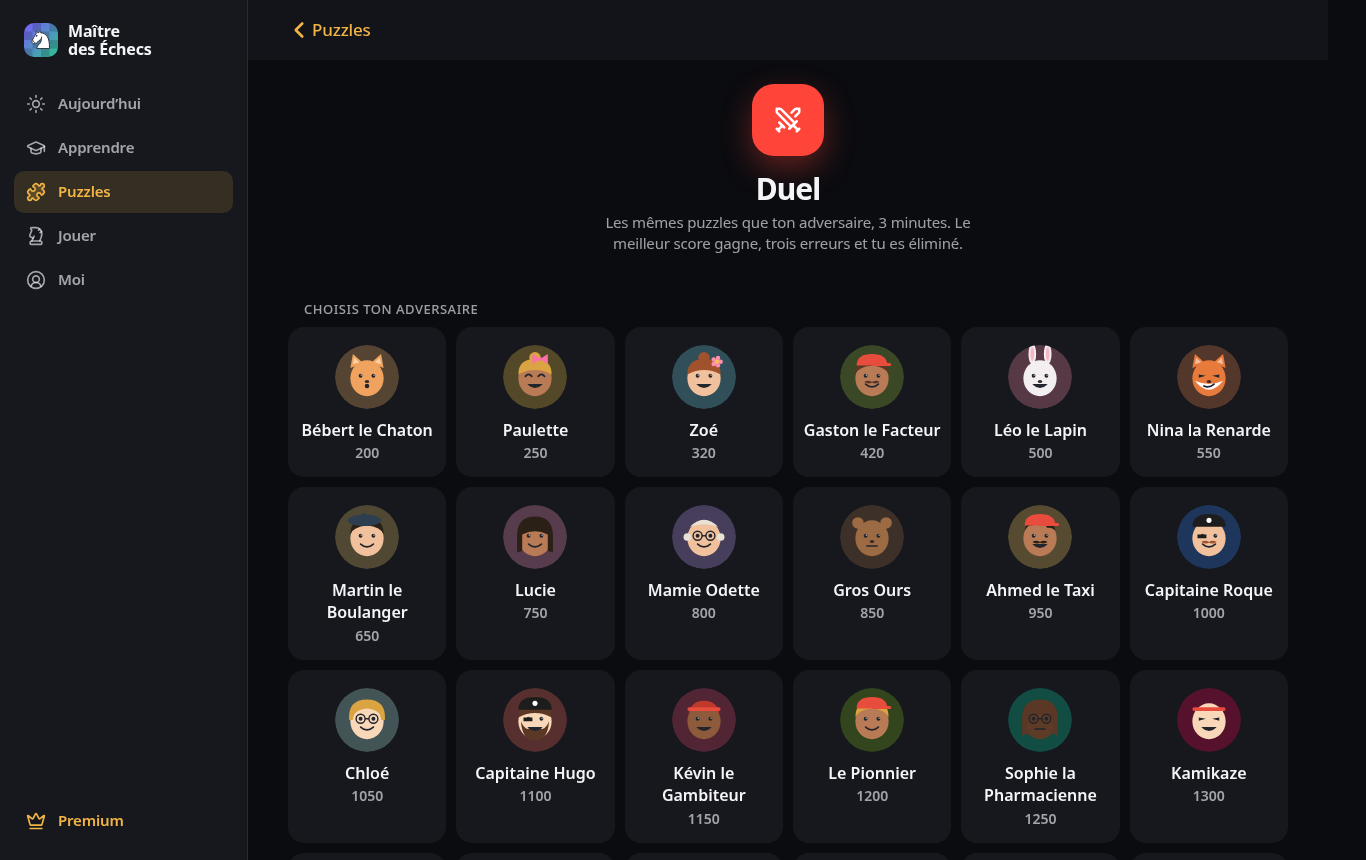 Maître
des Échecs
Aujourd’hui
Apprendre
Puzzles
Jouer
Moi
Premium
Puzzles
Duel
Les mêmes puzzles que ton adversaire, 3 minutes. Le
meilleur score gagne, trois erreurs et tu es éliminé.
CHOISIS TON ADVERSAIRE
Bébert le Chaton
200
Paulette
250
Zoé
320
Gaston le Facteur
420
Léo le Lapin
500
Nina la Renarde
550
Martin le
Boulanger
650
Lucie
750
Mamie Odette
800
Gros Ours
850
Ahmed le Taxi
950
Capitaine Roque
1000
Chloé
1050
Capitaine Hugo
1100
Kévin le
Gambiteur
1150
Le Pionnier
1200
Sophie la
Pharmacienne
1250
Kamikaze
1300